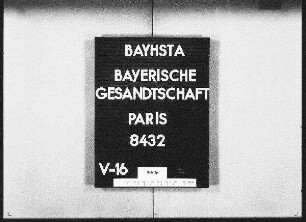 BAYHSTA
BAYERISCHE
GESANDTSCHAFT
PARIS
8432
V-16